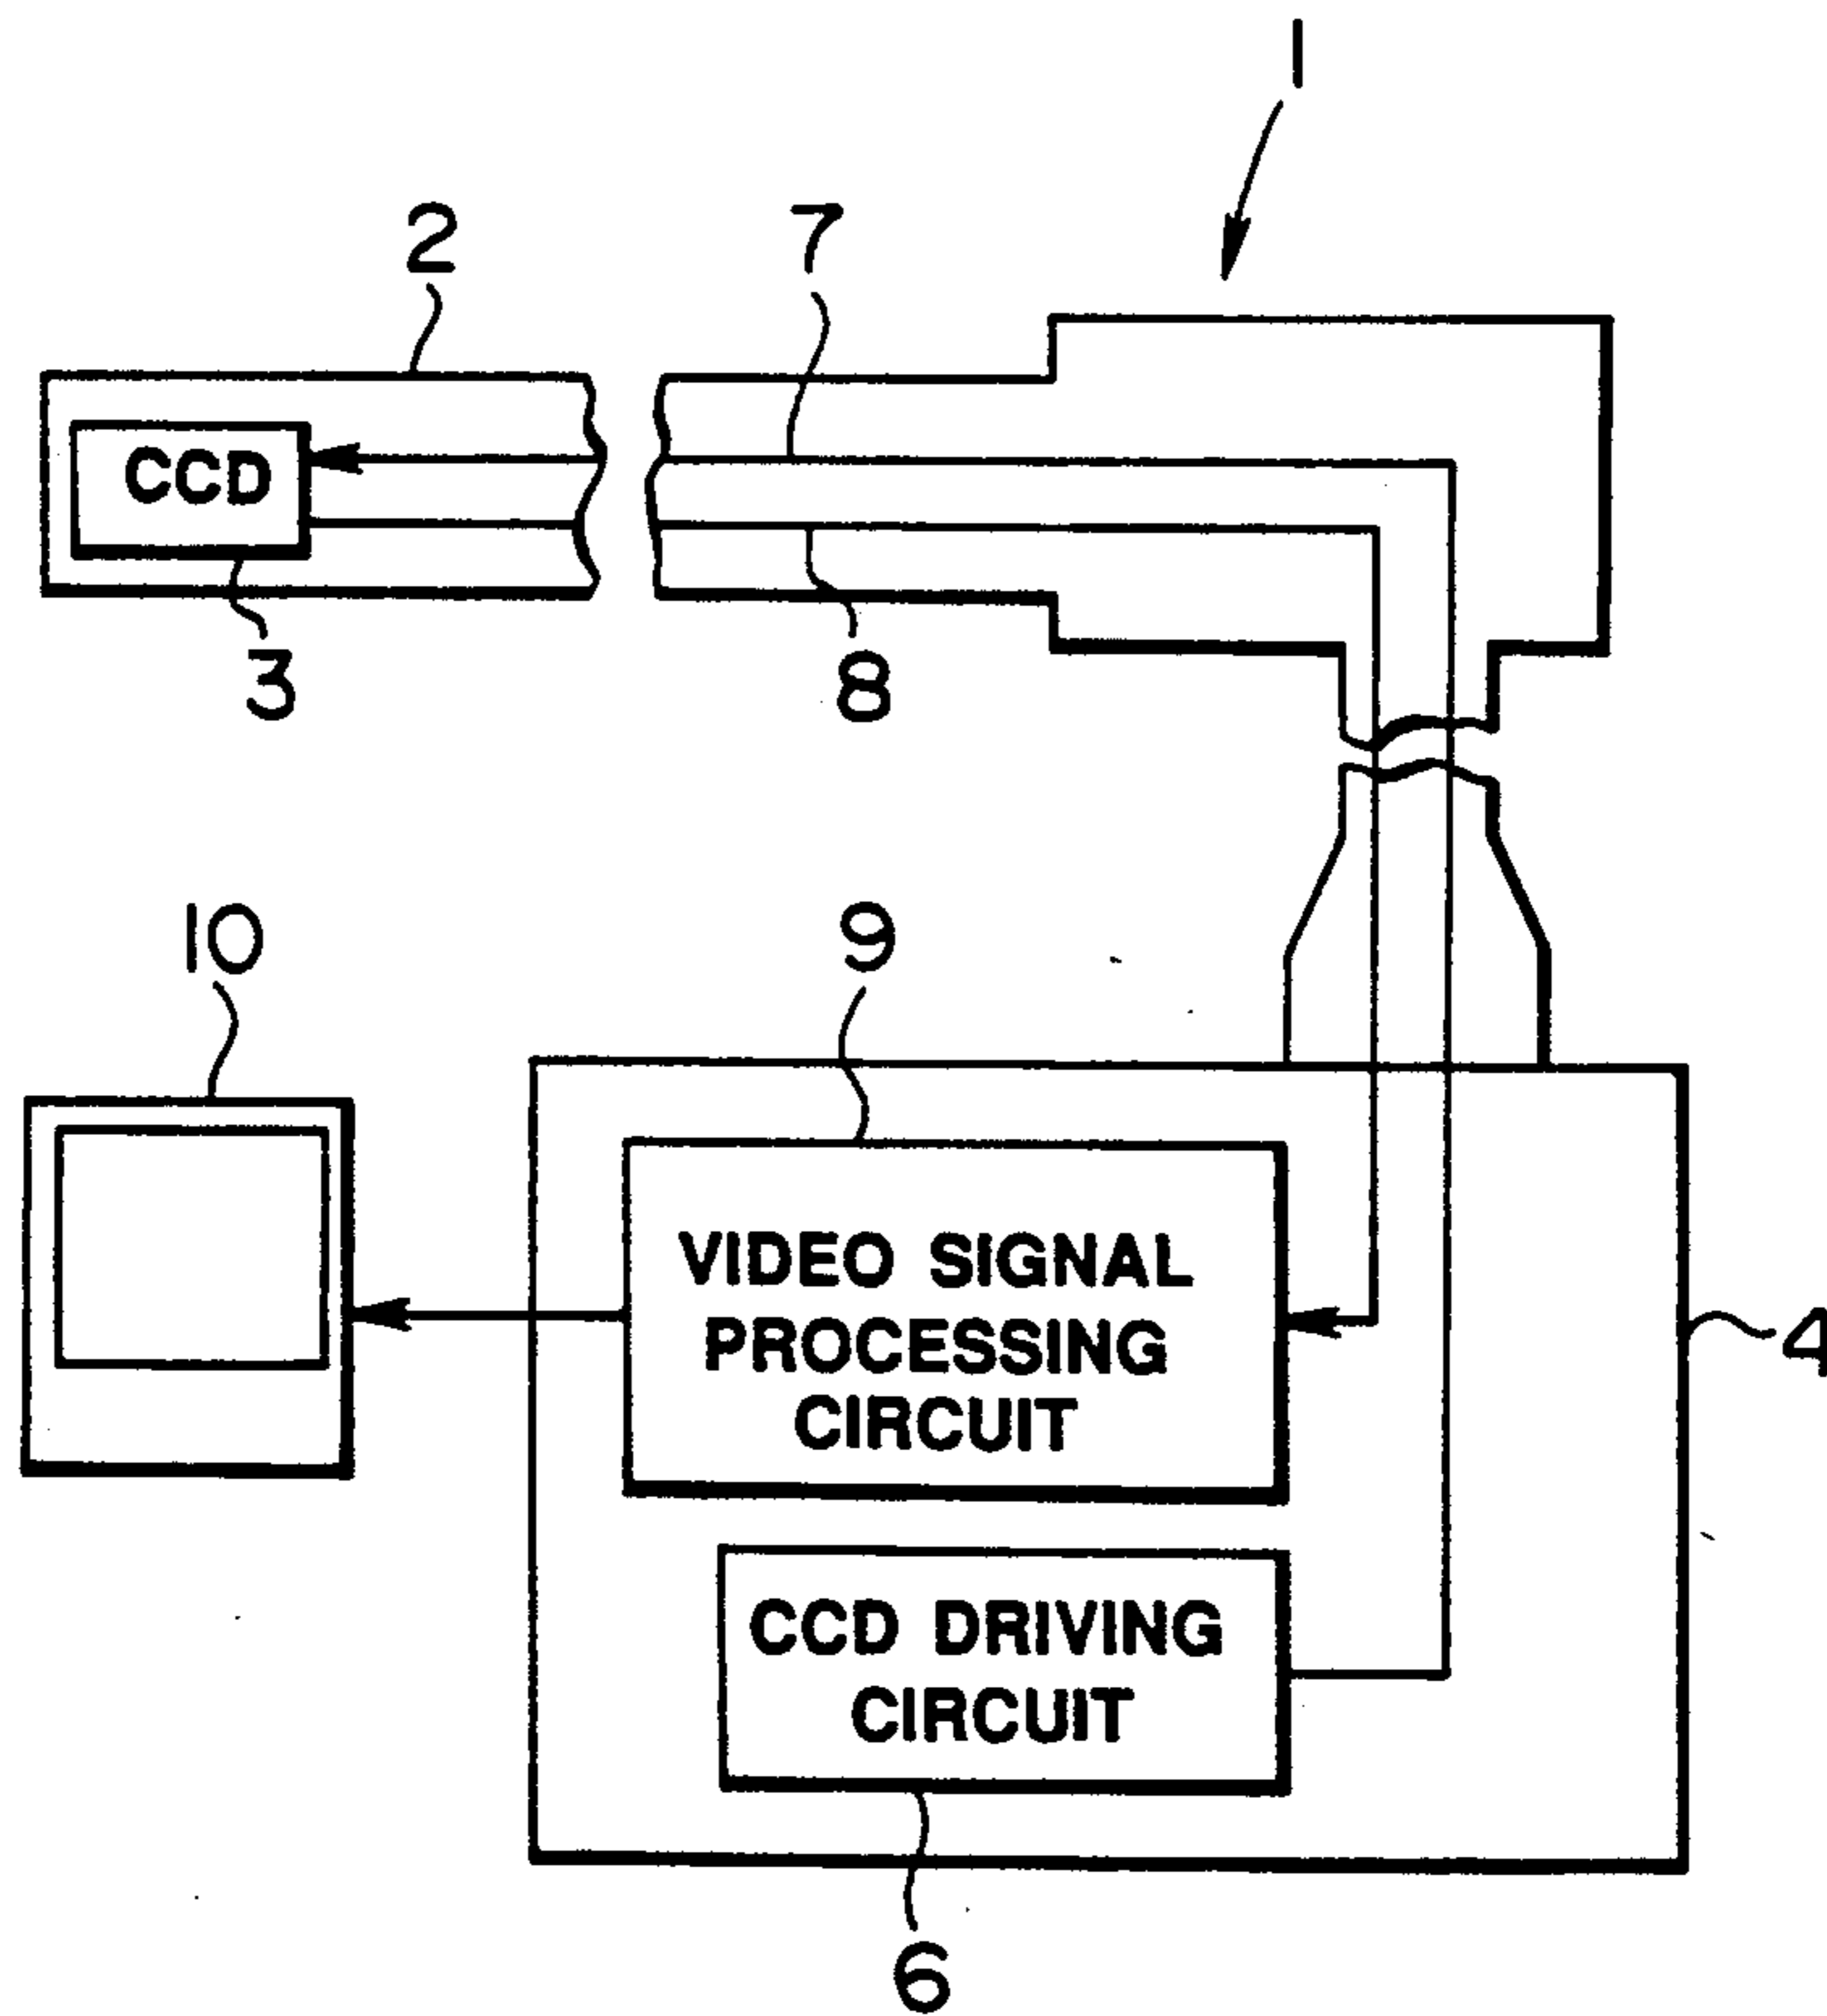 1
2
7
CCD
3
8
10
9
VIDEO SIGNAL
PROCESSING
CIRCUIT
4
CCD DRIVING
CIRCUIT
6